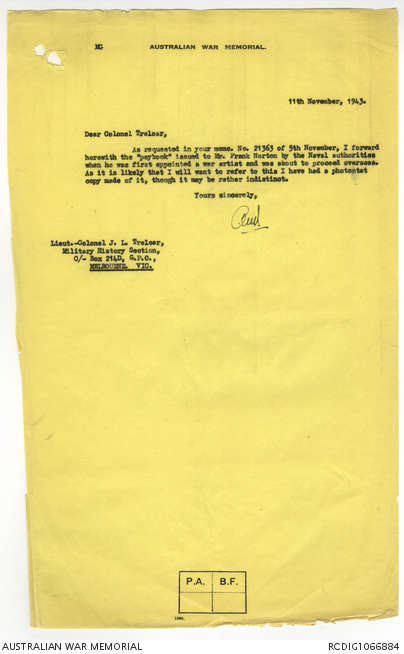 MG AUSTRALIAN WAR MEMORIAL.
11th November, 1943.
Dear Colonel Treloar,
As requested in your memo. No. 21363 of 5th November, I forward
herewith the "paybook" issued to Mr. Frank Norton by the Naval authorities
when he was first appointed a war artist and was about to proceed overseas.
As it is likely that I will want to refer to this I have had a photostat
copy made of it, though it may be rather indistinct.
Yours sincerely,
Lieut.-Colonel J. L. Treloar,
Military History Section,
C/- Box 214D, G.P.O.,
MELBOURNE. VIC.
P.A. B.F.
AUSTRALIAN WAR MEMORIAL RCDIG1066884